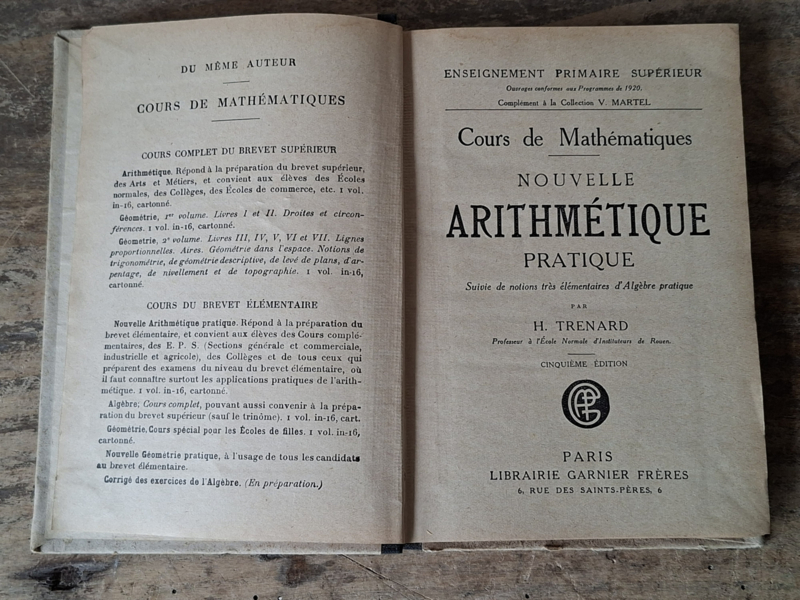 DU MÊME AUTEUR
COURS DE MATHÉMATIQUES
COURS COMPLET DU BREVET SUPÉRIEUR
Arithmétique. Répond à la préparation du brevet supérieur,
des Arts et Métiers, et convient aux élèves des Écoles
normales, des Collèges, des Écoles de commerce, etc. 1 vol.
in-16, cartonné.
Géométrie, 1er volume. Livres I et II. Droites et circon-
férences. 1 vol. in-16, cartonné.
Géométrie, 2e volume. Livres III, IV, V, VI et VII. Lignes
proportionnelles. Aires. Géométrie dans l'espace. Notions de
trigonométrie, de géométrie descriptive, de levé de plans, d'ar-
pentage, de nivellement et de topographie. 1 vol. in-16,
cartonné.
COURS DU BREVET ÉLÉMENTAIRE
Nouvelle Arithmétique pratique. Répond à la préparation du
brevet élémentaire, et convient aux élèves des Cours complé-
mentaires, des E. P. S. (Sections générale et commerciale,
industrielle et agricole), des Collèges et de tous ceux qui
préparent des examens du niveau du brevet élémentaire, où
il faut connaître surtout les applications pratiques de l'arith-
métique. 1 vol. in-16, cartonné.
Algèbre; Cours complet, pouvant aussi convenir à la prépa-
ration du brevet supérieur (sauf le trinôme). 1 vol. in-16, cart.
Géométrie, Cours spécial pour les Écoles de filles. 1 vol. in-16,
cartonné.
Nouvelle Géométrie pratique, à l'usage de tous les candidats
au brevet élémentaire.
Corrigé des exercices de l'Algèbre. (En préparation.)
ENSEIGNEMENT PRIMAIRE SUPÉRIEUR
Ouvrages conformes aux Programmes de 1920.
Complément à la Collection V. MARTEL
Cours de Mathématiques
NOUVELLE
ARITHMÉTIQUE
PRATIQUE
Suivie de notions très élémentaires d'Algèbre pratique
PAR
H. TRENARD
Professeur à l'École Normale d'Instituteurs de Rouen.
CINQUIÈME ÉDITION
PARIS
LIBRAIRIE GARNIER FRÈRES
6, RUE DES SAINTS-PÈRES, 6